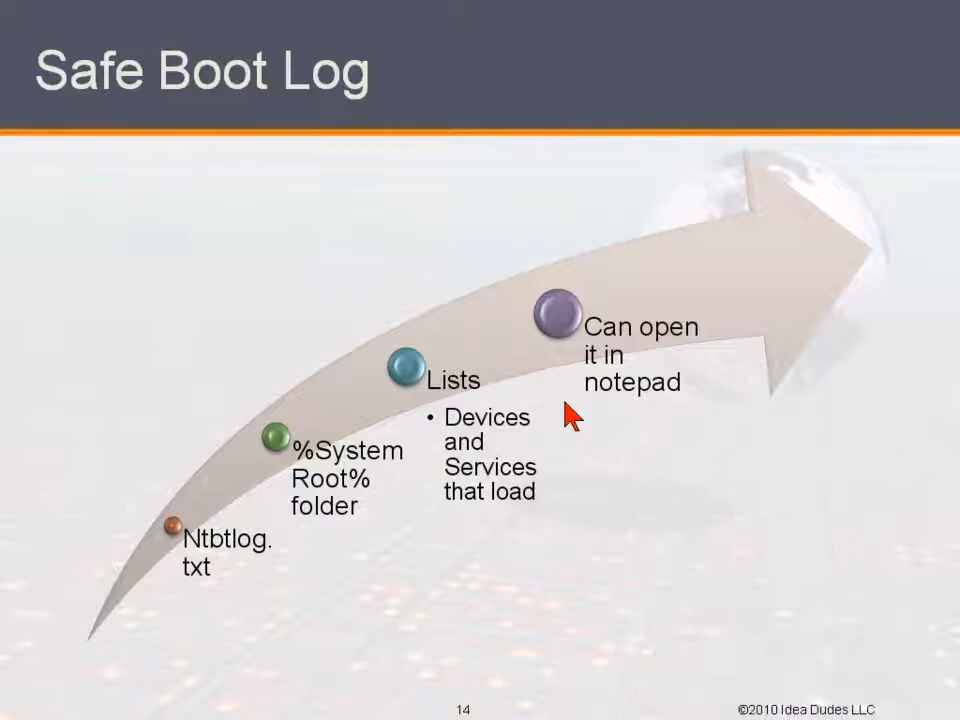 Safe Boot Log
Ntbtlog.
txt
%System
Root%
folder
Lists
• Devices
and
Services
that load
Can open
it in
notepad
14
©2010 Idea Dudes LLC